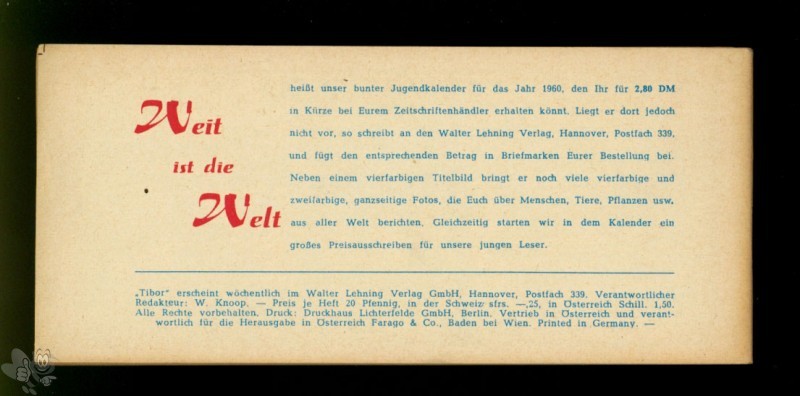 Weit
ist die
Welt
heißt unser bunter Jugendkalender für das Jahr 1960, den Ihr für 2,80 DM
in Kürze bei Eurem Zeitschriftenhändler erhalten könnt. Liegt er dort jedoch
nicht vor, so schreibt an den Walter Lehning Verlag, Hannover, Postfach 339,
und fügt den entsprechenden Betrag in Briefmarken Eurer Bestellung bei.
Neben einem vierfarbigen Titelbild bringt er noch viele vierfarbige und
zweifarbige, ganzseitige Fotos, die Euch über Menschen, Tiere, Pflanzen usw.
aus aller Welt berichten. Gleichzeitig starten wir in dem Kalender ein
großes Preisausschreiben für unsere jungen Leser.
„Tibor" erscheint wöchentlich im Walter Lehning Verlag GmbH, Hannover, Postfach 339. Verantwortlicher
Redakteur: W. Knoop. — Preis je Heft 20 Pfennig, in der Schweiz sfrs. —,25, in Österreich Schill. 1,50.
Alle Rechte vorbehalten. Druck: Druckhaus Lichterfelde GmbH, Berlin. Vertrieb in Österreich und verant-
wortlich für die Herausgabe in Österreich Farago & Co., Baden bei Wien. Printed in Germany. —